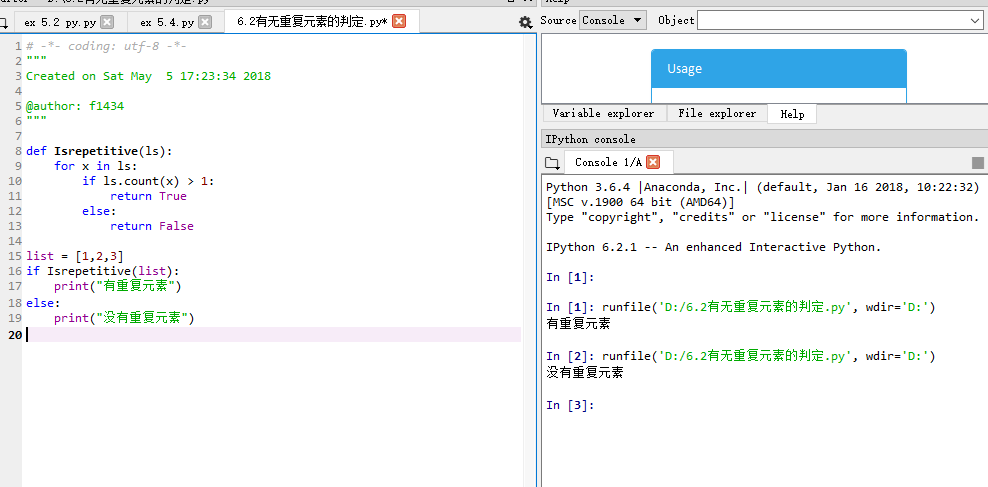 ex 5.2 py.py
ex 5.4.py
6.2有无重复元素的判定.py*
1 # -*- coding: utf-8 -*-
2 """
3 Created on Sat May  5 17:23:34 2018
4
5 @author: f1434
6 """
7
8 def Isrepetitive(ls):
9     for x in ls:
10         if ls.count(x) > 1:
11             return True
12         else:
13             return False
14
15 list = [1,2,3]
16 if Isrepetitive(list):
17     print("有重复元素")
18 else:
19     print("没有重复元素")
20
Source Console Object
Usage
Variable explorer File explorer Help
IPython console
Console 1/A
Python 3.6.4 |Anaconda, Inc.| (default, Jan 16 2018, 10:22:32)
[MSC v.1900 64 bit (AMD64)]
Type "copyright", "credits" or "license" for more information.
IPython 6.2.1 -- An enhanced Interactive Python.
In [1]:
In [1]: runfile('D:/6.2有无重复元素的判定.py', wdir='D:')
有重复元素
In [2]: runfile('D:/6.2有无重复元素的判定.py', wdir='D:')
没有重复元素
In [3]: